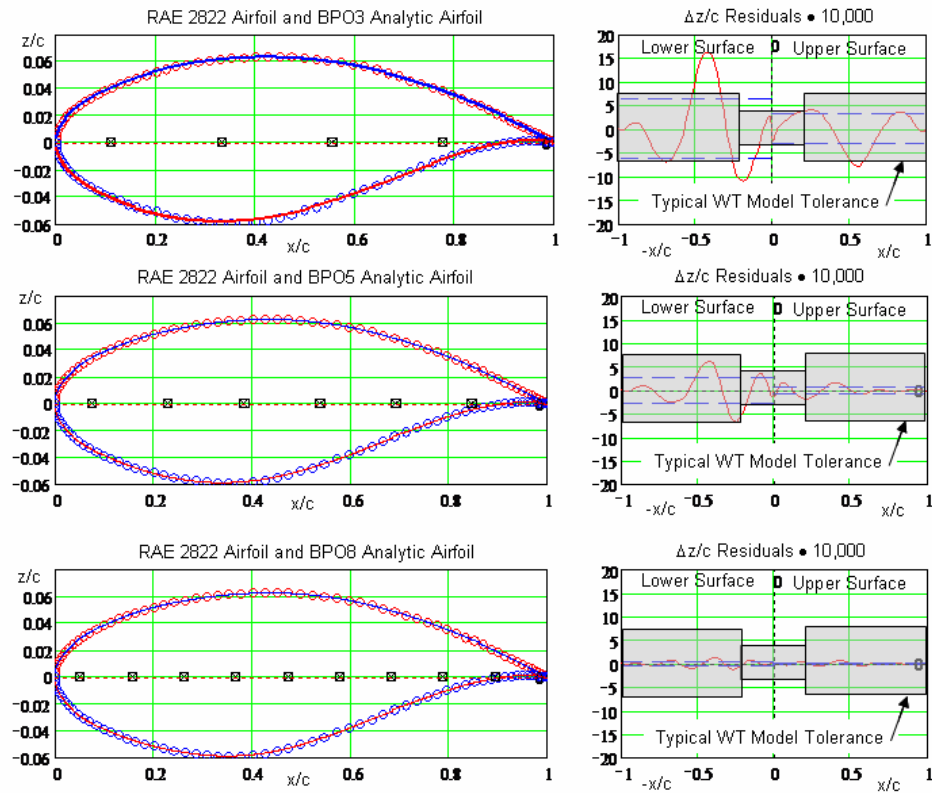 RAE 2822 Airfoil and BPO3 Analytic Airfoil
z/c
0.06
0.04
0.02
0
-0.02
-0.04
-0.06
0 0.2 0.4 0.6 0.8 1
x/c
Δz/c Residuals • 10,000
20
15
10
5
0
-5
-10
-15
-20
Lower Surface 0 Upper Surface
Typical WT Model Tolerance
-1 -0.5 0 0.5 1
-x/c x/c
RAE 2822 Airfoil and BPO5 Analytic Airfoil
z/c
0.06
0.04
0.02
0
-0.02
-0.04
-0.06
0 0.2 0.4 0.6 0.8 1
x/c
Δz/c Residuals • 10,000
20
15
10
5
0
-5
-10
-15
-20
Lower Surface 0 Upper Surface
0
Typical WT Model Tolerance
-1 -0.5 0 0.5 1
-x/c x/c
RAE 2822 Airfoil and BPO8 Analytic Airfoil
z/c
0.06
0.04
0.02
0
-0.02
-0.04
-0.06
0 0.2 0.4 0.6 0.8 1
x/c
Δz/c Residuals • 10,000
20
15
10
5
0
-5
-10
-15
-20
Lower Surface 0 Upper Surface
0
Typical WT Model Tolerance
-1 -0.5 0 0.5 1
-x/c x/c